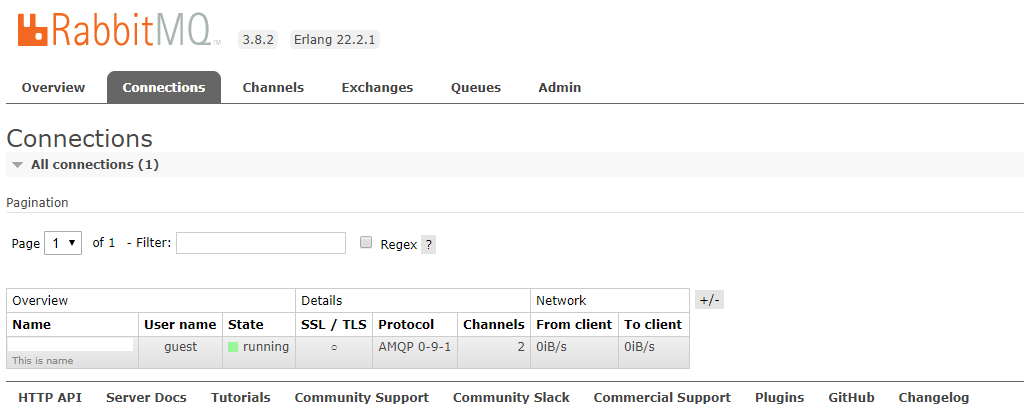 RabbitMQ TM 3.8.2 Erlang 22.2.1
Overview Connections Channels Exchanges Queues Admin
Connections
All connections (1)
Pagination
Page 1 of 1 - Filter: Regex ?
Overview Details Network +/-
Name User name State SSL / TLS Protocol Channels From client To client
guest running ○ AMQP 0-9-1 2 0iB/s 0iB/s
This is name
HTTP API Server Docs Tutorials Community Support Community Slack Commercial Support Plugins GitHub Changelog